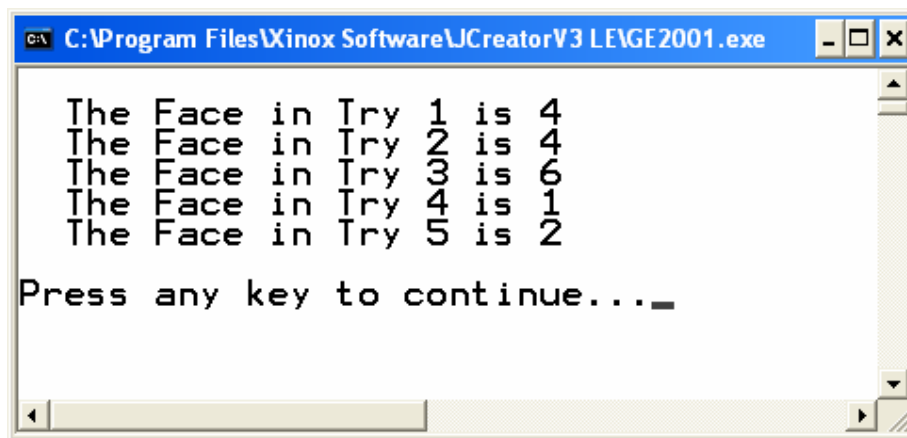 C:\Program Files\Xinox Software\JCreatorV3 LE\GE2001.exe
The Face in Try 1 is 4
The Face in Try 2 is 4
The Face in Try 3 is 6
The Face in Try 4 is 1
The Face in Try 5 is 2
Press any key to continue..._